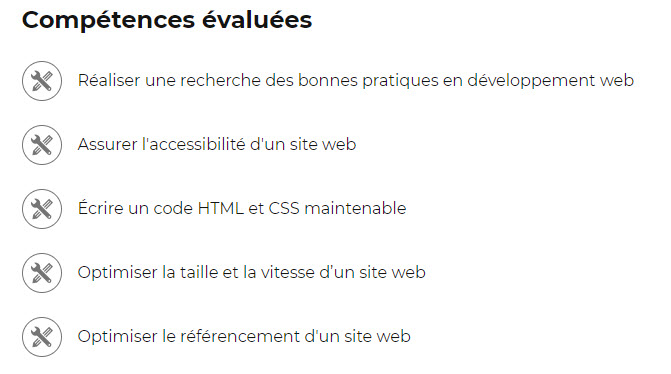 Compétences évaluées
Réaliser une recherche des bonnes pratiques en développement web
Assurer l'accessibilité d'un site web
Écrire un code HTML et CSS maintenable
Optimiser la taille et la vitesse d’un site web
Optimiser le référencement d'un site web